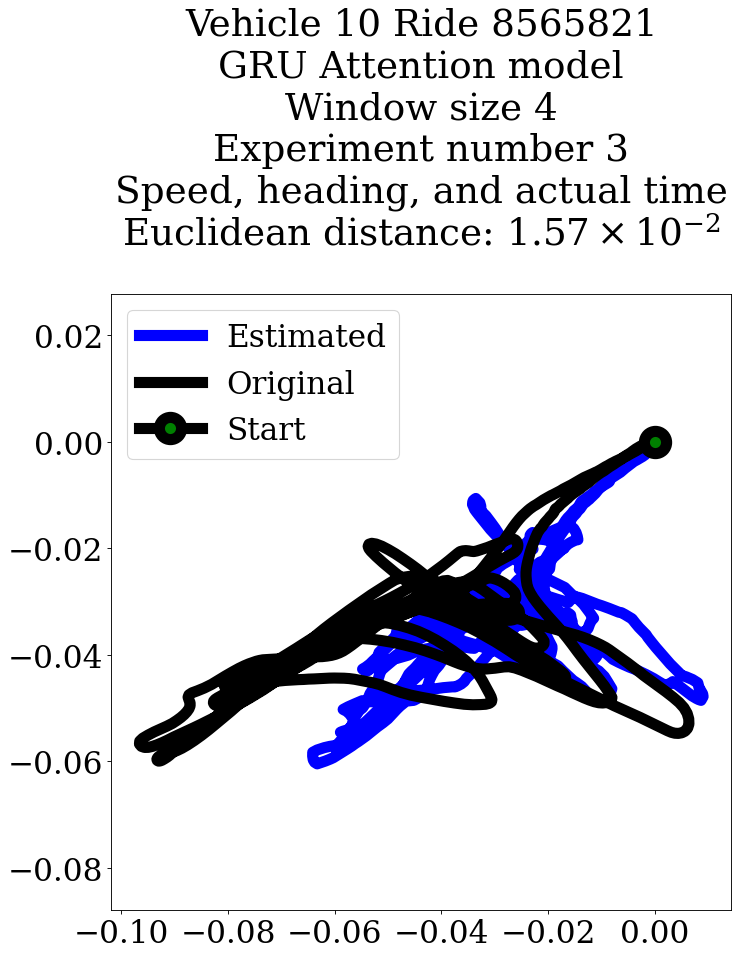 Vehicle 10 Ride 8565821
GRU Attention model
Window size 4
Experiment number 3
Speed, heading, and actual time
Euclidean distance: 1.57 × 10⁻²
Estimated
Original
Start
0.02
0.00
−0.02
−0.04
−0.06
−0.08
−0.10 −0.08 −0.06 −0.04 −0.02 0.00